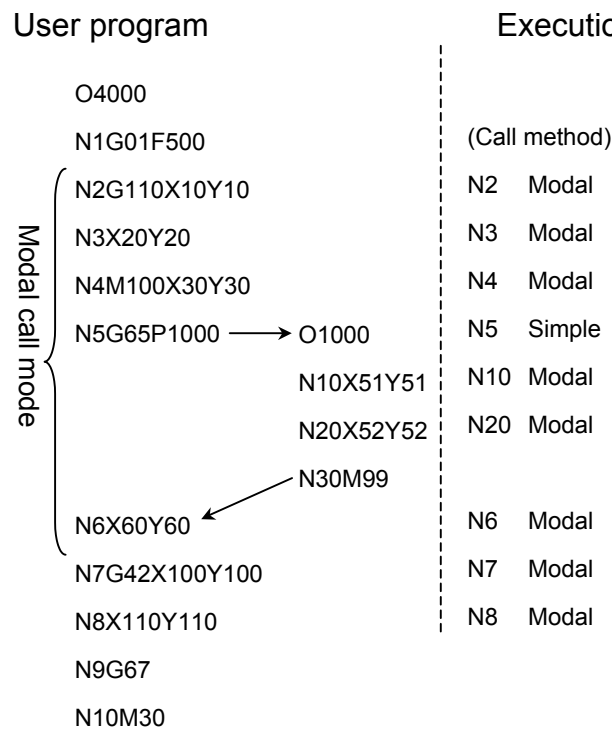 User program Executio
O4000
N1G01F500 (Call method)
N2G110X10Y10 N2 Modal
N3X20Y20 N3 Modal
N4M100X30Y30 N4 Modal
N5G65P1000 O1000 N5 Simple
N10X51Y51 N10 Modal
N20X52Y52 N20 Modal
N30M99
N6X60Y60 N6 Modal
N7G42X100Y100 N7 Modal
N8X110Y110 N8 Modal
N9G67
N10M30
Modal call mode